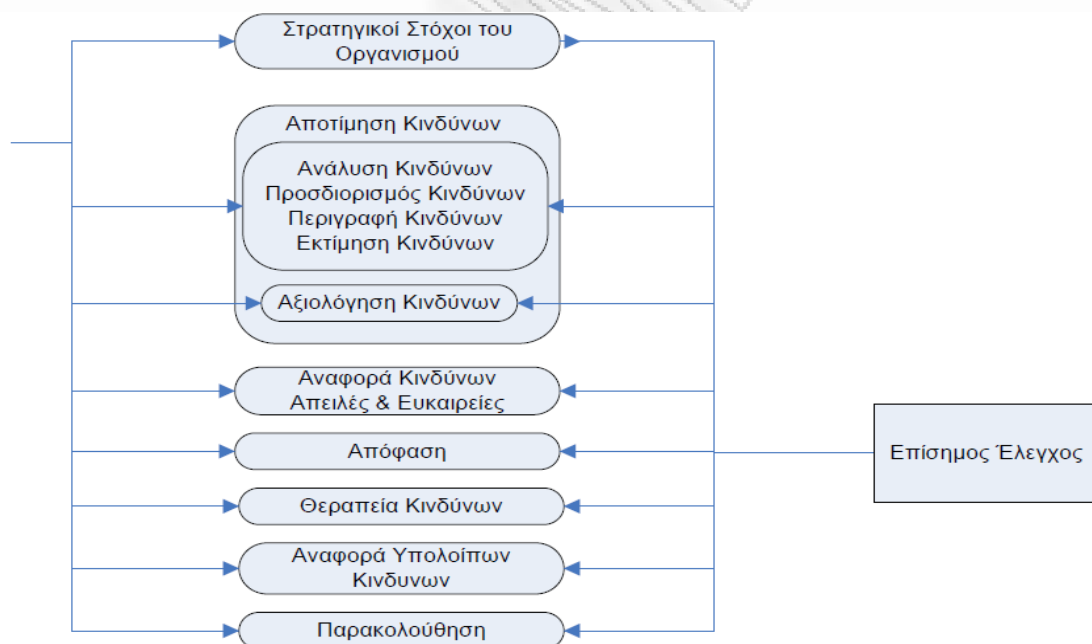 Στρατηγικοί Στόχοι του
Οργανισμού
Αποτίμηση Κινδύνων
Ανάλυση Κινδύνων
Προσδιορισμός Κινδύνων
Περιγραφή Κινδύνων
Εκτίμηση Κινδύνων
Αξιολόγηση Κινδύνων
Αναφορά Κινδύνων
Απειλές & Ευκαιρείες
Απόφαση
Επίσημος Έλεγχος
Θεραπεία Κινδύνων
Αναφορά Υπολοίπων
Κινδυνων
Παρακολούθηση